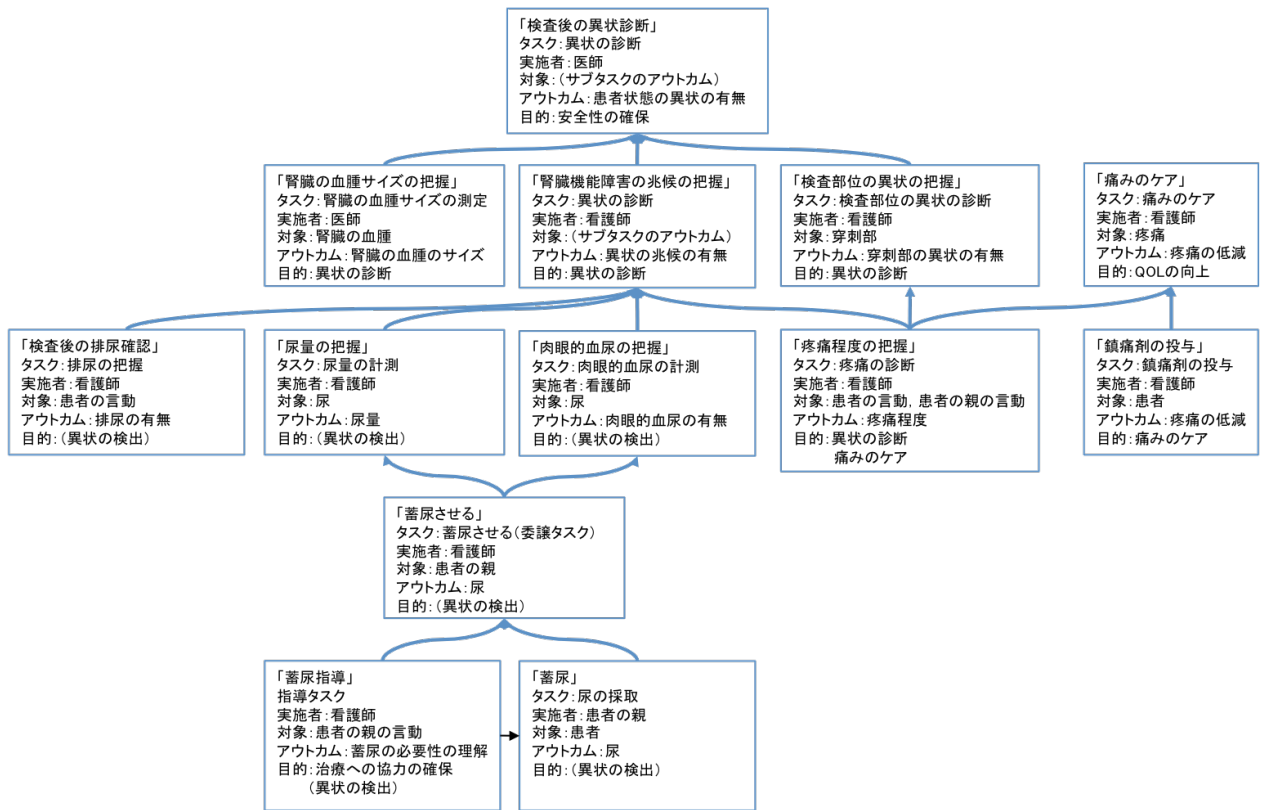 「検査後の異状診断」
タスク:異状の診断
実施者:医師
対象:(サブタスクのアウトカム)
アウトカム:患者状態の異状の有無
目的:安全性の確保
「腎臓の血腫サイズの把握」
タスク:腎臓の血腫サイズの測定
実施者:医師
対象:腎臓の血腫
アウトカム:腎臓の血腫のサイズ
目的:異状の診断
「腎臓機能障害の兆候の把握」
タスク:異状の診断
実施者:看護師
対象:(サブタスクのアウトカム)
アウトカム:異状の兆候の有無
目的:異状の診断
「検査部位の異状の把握」
タスク:検査部位の異状の診断
実施者:看護師
対象:穿刺部
アウトカム:穿刺部の異状の有無
目的:異状の診断
「痛みのケア」
タスク:痛みのケア
実施者:看護師
対象:疼痛
アウトカム:疼痛の低減
目的:QOLの向上
「検査後の排尿確認」
タスク:排尿の把握
実施者:看護師
対象:患者の言動
アウトカム:排尿の有無
目的:(異状の検出)
「尿量の把握」
タスク:尿量の計測
実施者:看護師
対象:尿
アウトカム:尿量
目的:(異状の検出)
「肉眼的血尿の把握」
タスク:肉眼的血尿の計測
実施者:看護師
対象:尿
アウトカム:肉眼的血尿の有無
目的:(異状の検出)
「疼痛程度の把握」
タスク:疼痛の診断
実施者:看護師
対象:患者の言動, 患者の親の言動
アウトカム:疼痛程度
目的:異状の診断
痛みのケア
「鎮痛剤の投与」
タスク:鎮痛剤の投与
実施者:看護師
対象:患者
アウトカム:疼痛の低減
目的:痛みのケア
「蓄尿させる」
タスク:蓄尿させる(委譲タスク)
実施者:看護師
対象:患者の親
アウトカム:尿
目的:(異状の検出)
「蓄尿指導」
指導タスク
実施者:看護師
対象:患者の親の言動
アウトカム:蓄尿の必要性の理解
目的:治療への協力の確保
(異状の検出)
「蓄尿」
タスク:尿の採取
実施者:患者の親
対象:患者
アウトカム:尿
目的:(異状の検出)